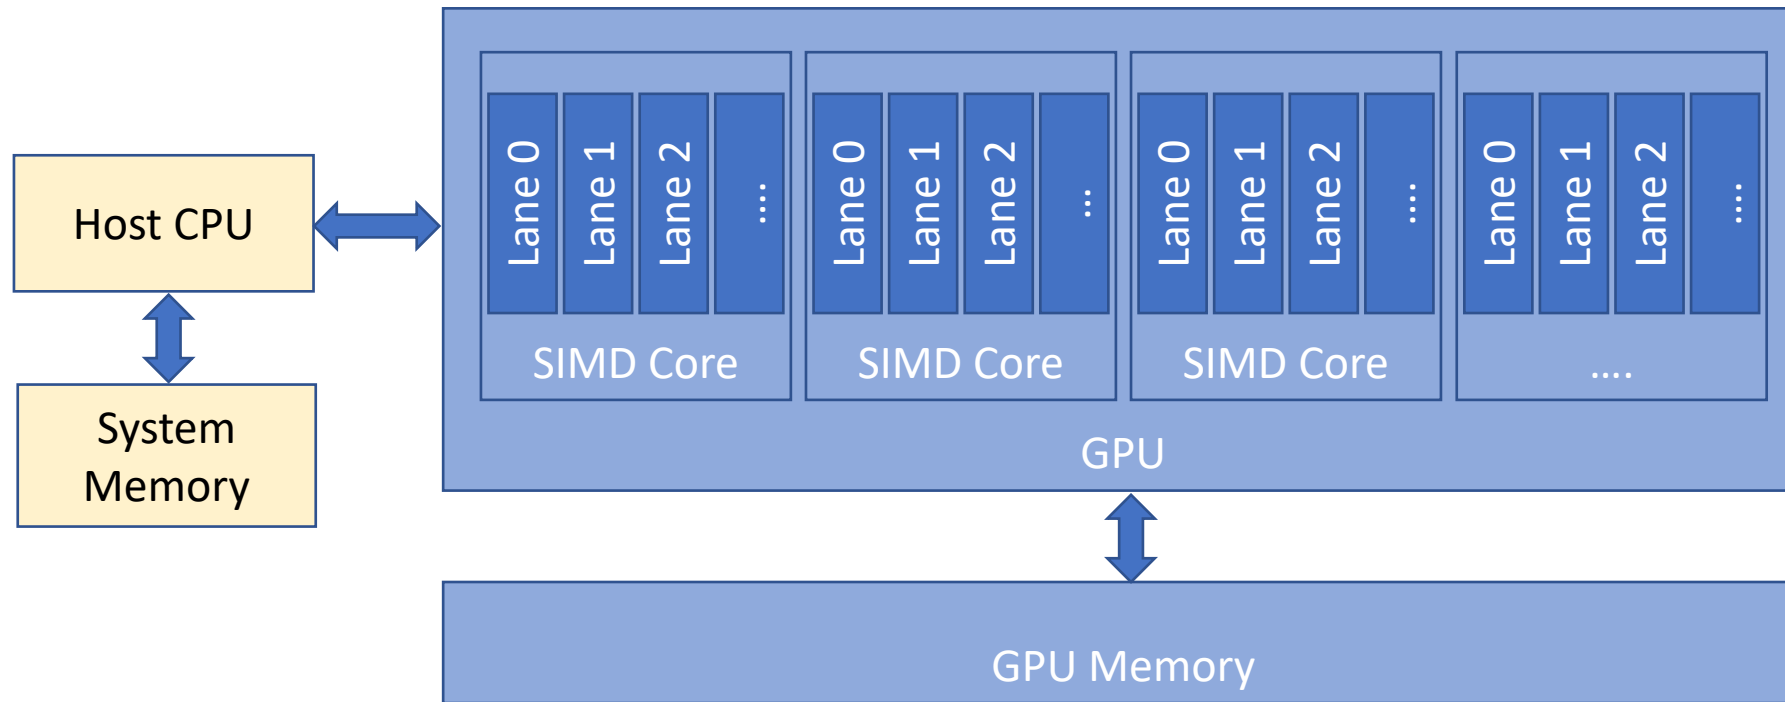 Host CPU
System
Memory
Lane 0
Lane 1
Lane 2
....
SIMD Core
Lane 0
Lane 1
Lane 2
...
SIMD Core
Lane 0
Lane 1
Lane 2
....
SIMD Core
Lane 0
Lane 1
Lane 2
....
....
GPU
GPU Memory